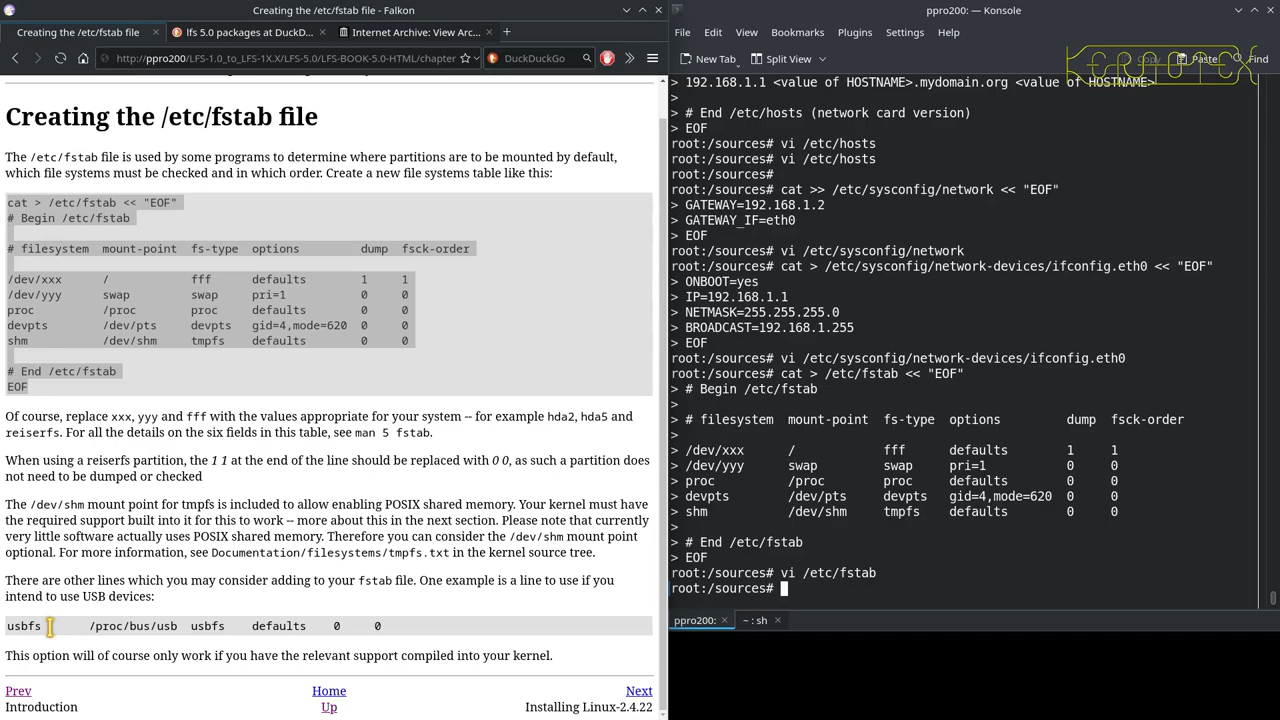 Creating the /etc/fstab file - Falkon
Creating the /etc/fstab file
lfs 5.0 packages at DuckD...
Internet Archive: View Arc...
http://ppro200/LFS-1.0_to_LFS-1X.X/LFS-5.0/LFS-BOOK-5.0-HTML/chapter
DuckDuckGo
Creating the /etc/fstab file
The /etc/fstab file is used by some programs to determine where partitions are to be mounted by default,
which file systems must be checked and in which order. Create a new file systems table like this:
cat > /etc/fstab << "EOF"
# Begin /etc/fstab
# filesystem  mount-point  fs-type  options         dump  fsck-order
/dev/xxx      /            fff      defaults        1     1
/dev/yyy      swap         swap     pri=1           0     0
proc          /proc        proc     defaults        0     0
devpts        /dev/pts     devpts   gid=4,mode=620  0     0
shm           /dev/shm     tmpfs    defaults        0     0
# End /etc/fstab
EOF
Of course, replace xxx, yyy and fff with the values appropriate for your system -- for example hda2, hda5 and
reiserfs. For all the details on the six fields in this table, see man 5 fstab.
When using a reiserfs partition, the 1 1 at the end of the line should be replaced with 0 0, as such a partition does
not need to be dumped or checked
The /dev/shm mount point for tmpfs is included to allow enabling POSIX shared memory. Your kernel must have
the required support built into it for this to work -- more about this in the next section. Please note that currently
very little software actually uses POSIX shared memory. Therefore you can consider the /dev/shm mount point
optional. For more information, see Documentation/filesystems/tmpfs.txt in the kernel source tree.
There are other lines which you may consider adding to your fstab file. One example is a line to use if you
intend to use USB devices:
usbfs       /proc/bus/usb  usbfs    defaults    0     0
This option will of course only work if you have the relevant support compiled into your kernel.
Prev Home Next
Introduction Up Installing Linux-2.4.22
ppro200: — Konsole
File Edit View Bookmarks Plugins Settings Help
New Tab Split View Copy Paste Find
> 192.168.1.1 <value of HOSTNAME>.mydomain.org <value of HOSTNAME>
>
> # End /etc/hosts (network card version)
> EOF
root:/sources# vi /etc/hosts
root:/sources# vi /etc/hosts
root:/sources#
root:/sources# cat >> /etc/sysconfig/network << "EOF"
> GATEWAY=192.168.1.2
> GATEWAY_IF=eth0
> EOF
root:/sources# vi /etc/sysconfig/network
root:/sources# cat > /etc/sysconfig/network-devices/ifconfig.eth0 << "EOF"
> ONBOOT=yes
> IP=192.168.1.1
> NETMASK=255.255.255.0
> BROADCAST=192.168.1.255
> EOF
root:/sources# vi /etc/sysconfig/network-devices/ifconfig.eth0
root:/sources# cat > /etc/fstab << "EOF"
> # Begin /etc/fstab
>
> # filesystem  mount-point  fs-type  options         dump  fsck-order
>
> /dev/xxx      /            fff      defaults        1     1
> /dev/yyy      swap         swap     pri=1           0     0
> proc          /proc        proc     defaults        0     0
> devpts        /dev/pts     devpts   gid=4,mode=620  0     0
> shm           /dev/shm     tmpfs    defaults        0     0
>
> # End /etc/fstab
> EOF
root:/sources# vi /etc/fstab
root:/sources#
ppro200: ~ : sh